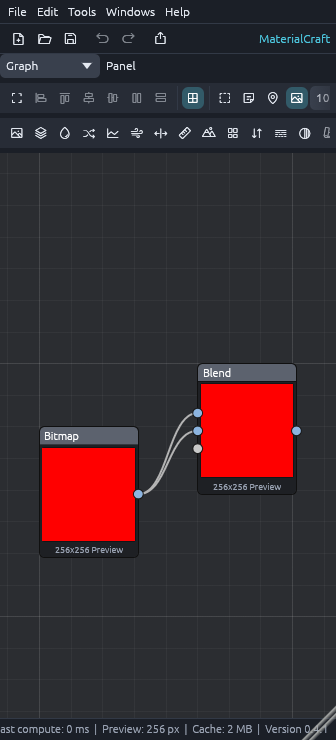 File Edit Tools Windows Help
MaterialCraft
Graph Panel
10
Blend
256x256 Preview
Bitmap
256x256 Preview
ast compute: 0 ms | Preview: 256 px | Cache: 2 MB | Version 0.4.1